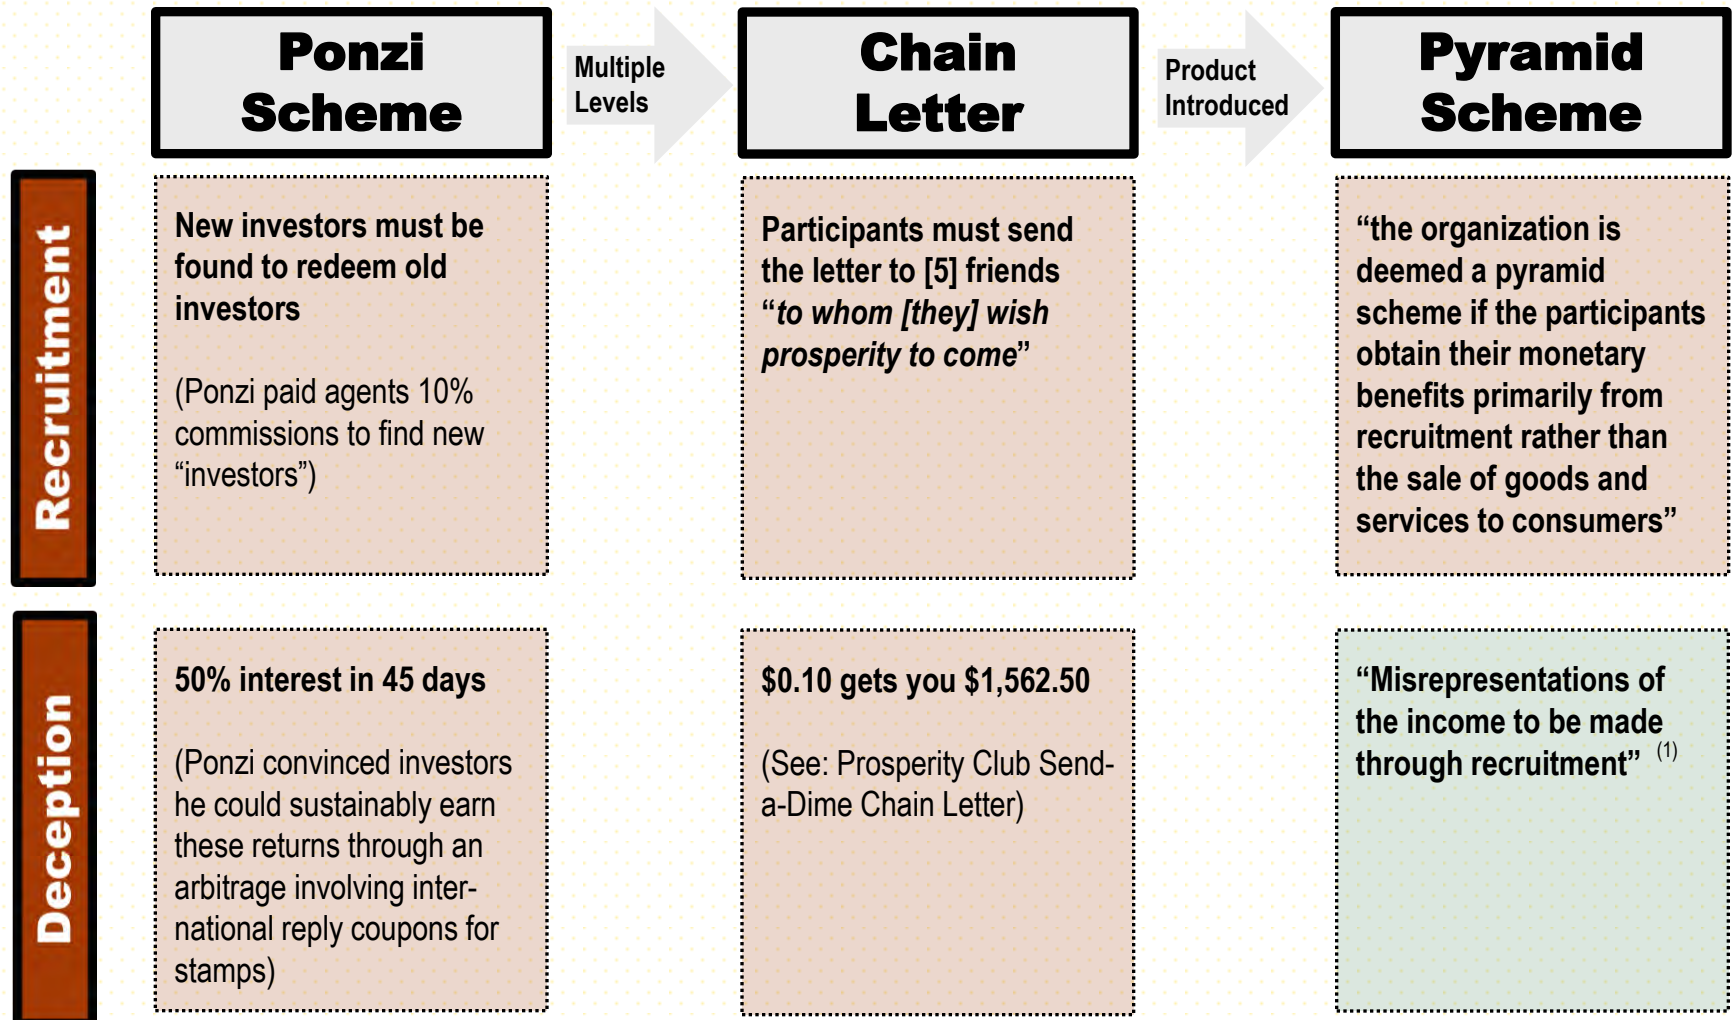 Ponzi
Scheme
Multiple
Levels
Chain
Letter
Product
Introduced
Pyramid
Scheme
Recruitment
New investors must be
found to redeem old
investors
(Ponzi paid agents 10%
commissions to find new
“investors”)
Participants must send
the letter to [5] friends
“to whom [they] wish
prosperity to come”
“the organization is
deemed a pyramid
scheme if the participants
obtain their monetary
benefits primarily from
recruitment rather than
the sale of goods and
services to consumers”
Deception
50% interest in 45 days
(Ponzi convinced investors
he could sustainably earn
these returns through an
arbitrage involving inter-
national reply coupons for
stamps)
$0.10 gets you $1,562.50
(See: Prosperity Club Send-
a-Dime Chain Letter)
“Misrepresentations of
the income to be made
through recruitment” (1)